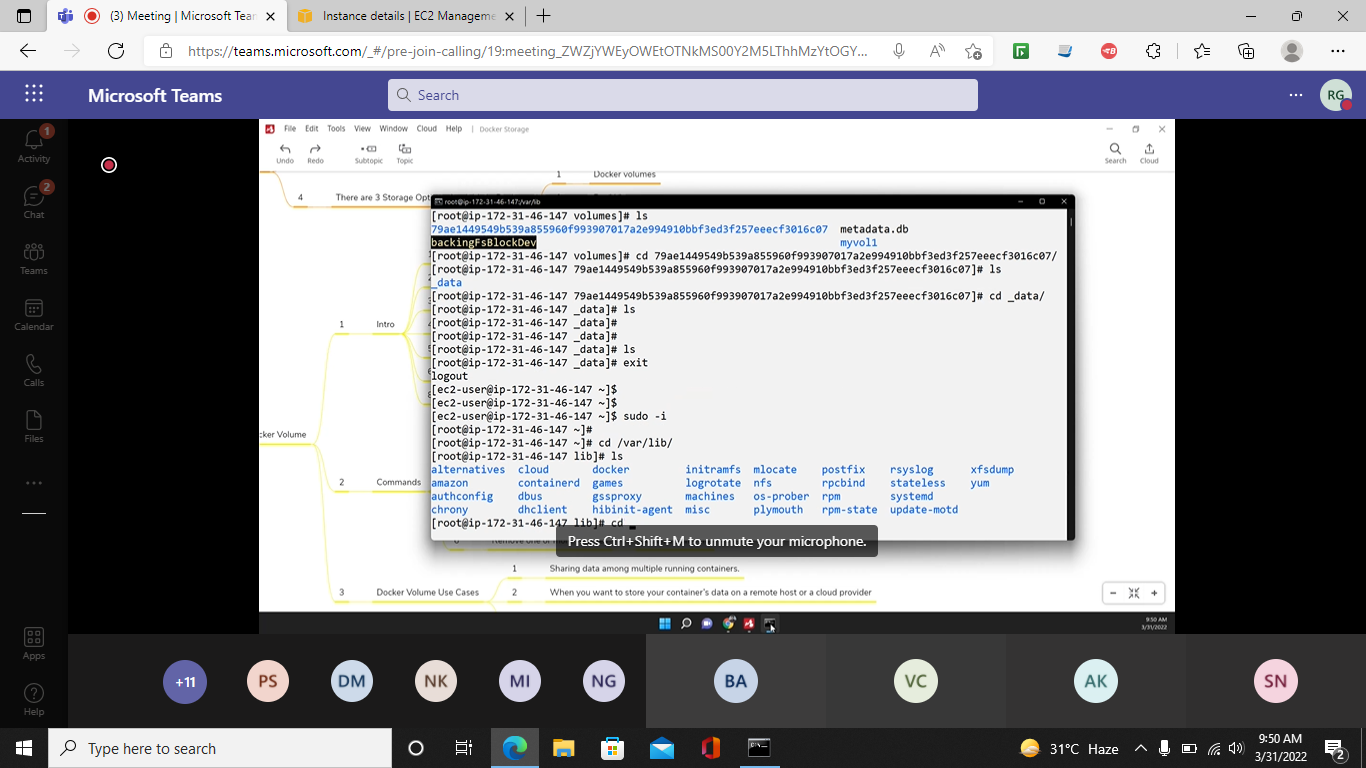 (3) Meeting | Microsoft Tear
Instance details | EC2 Manageme
https://teams.microsoft.com/_#/pre-join-calling/19:meeting_ZWZjYWEyOWEtOTNkMS00Y2M5LThhMzYtOGY...
Microsoft Teams
Search
RG
Activity
1
Chat
2
Teams
Calendar
Calls
Files
Apps
Help
File Edit Tools View Window Cloud Help | Docker Storage
Undo Redo Subtopic Topic Search Cloud
1 Docker volumes
4 There are 3 Storage Opt
root@ip-172-31-46-147:/var/lib
[root@ip-172-31-46-147 volumes]# ls
79ae1449549b539a855960f993907017a2e994910bbf3ed3f257eeecf3016c07 metadata.db
backingFsBlockDev myvol1
[root@ip-172-31-46-147 volumes]# cd 79ae1449549b539a855960f993907017a2e994910bbf3ed3f257eeecf3016c07/
[root@ip-172-31-46-147 79ae1449549b539a855960f993907017a2e994910bbf3ed3f257eeecf3016c07]# ls
_data
[root@ip-172-31-46-147 79ae1449549b539a855960f993907017a2e994910bbf3ed3f257eeecf3016c07]# cd _data/
[root@ip-172-31-46-147 _data]# ls
[root@ip-172-31-46-147 _data]#
[root@ip-172-31-46-147 _data]#
[root@ip-172-31-46-147 _data]# ls
[root@ip-172-31-46-147 _data]# exit
logout
[ec2-user@ip-172-31-46-147 ~]$
[ec2-user@ip-172-31-46-147 ~]$
[ec2-user@ip-172-31-46-147 ~]$ sudo -i
[root@ip-172-31-46-147 ~]#
[root@ip-172-31-46-147 ~]# cd /var/lib/
[root@ip-172-31-46-147 lib]# ls
alternatives cloud docker initramfs mlocate postfix rsyslog xfsdump
amazon containerd games logrotate nfs rpcbind stateless yum
authconfig dbus gssproxy machines os-prober rpm systemd
chrony dhclient hibinit-agent misc plymouth rpm-state update-motd
[root@ip-172-31-46-147 lib]# cd
1 Intro
cker Volume
2 Commands
Press Ctrl+Shift+M to unmute your microphone.
1 Sharing data among multiple running containers.
3 Docker Volume Use Cases
2 When you want to store your container's data on a remote host or a cloud provider
9:50 AM
3/31/2022
+11 PS DM NK MI NG BA VC AK SN
Type here to search
31°C Haze
9:50 AM
3/31/2022
2